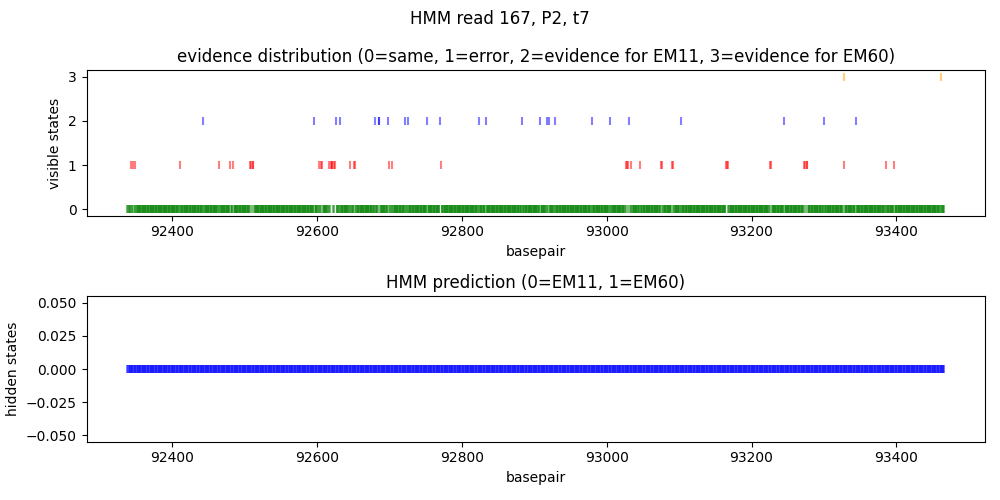 HMM read 167, P2, t7
evidence distribution (0=same, 1=error, 2=evidence for EM11, 3=evidence for EM60)
visible states
3
2
1
0
92400 92600 92800 93000 93200 93400
basepair
HMM prediction (0=EM11, 1=EM60)
hidden states
0.050
0.025
0.000
−0.025
−0.050
92400 92600 92800 93000 93200 93400
basepair